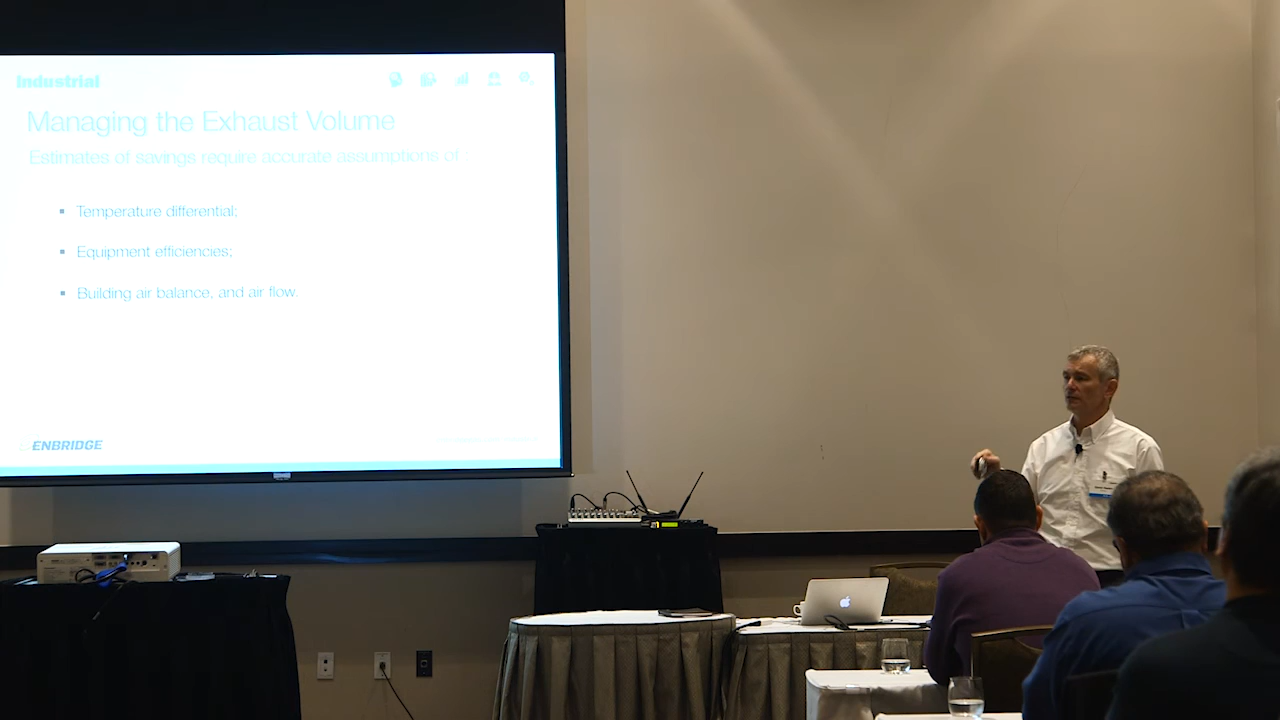 Industrial
Managing the Exhaust Volume
Estimates of savings require accurate assumptions of :
Temperature differential;
Equipment efficiencies;
Building air balance, and air flow.
ENBRIDGE